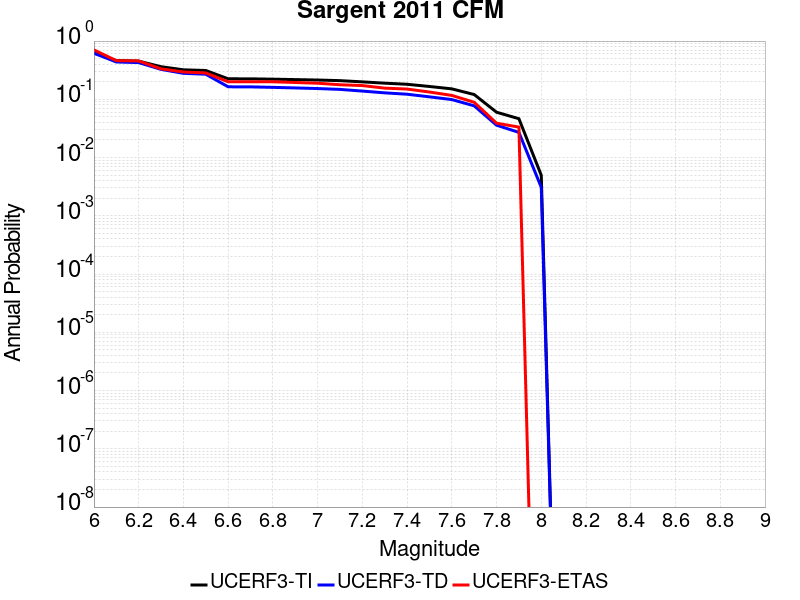 Sargent 2011 CFM
10^0
10^-1
10^-2
10^-3
10^-4
10^-5
10^-6
10^-7
10^-8
Annual Probability
6 6.2 6.4 6.6 6.8 7 7.2 7.4 7.6 7.8 8 8.2 8.4 8.6 8.8 9
Magnitude
UCERF3-TI UCERF3-TD UCERF3-ETAS